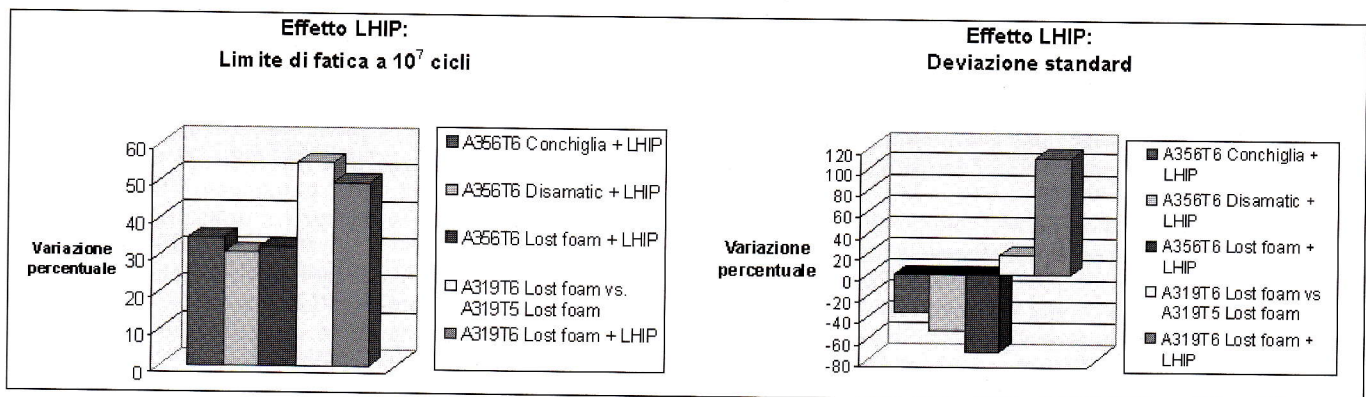 Effetto LHIP:
Limite di fatica a 10⁷ cicli
Variazione
percentuale
60
50
40
30
20
10
0
A356T6 Conchiglia + LHIP
A356T6 Disamatic + LHIP
A356T6 Lost foam + LHIP
A319T6 Lost foam vs.
A319T5 Lost foam
A319T6 Lost foam + LHIP
Effetto LHIP:
Deviazione standard
Variazione
percentuale
120
100
80
60
40
20
0
-20
-40
-60
-80
A356T6 Conchiglia +
LHIP
A356T6 Disamatic +
LHIP
A356T6 Lost foam +
LHIP
A319T6 Lost foam vs
A319T5 Lost foam
A319T6 Lost foam +
LHIP